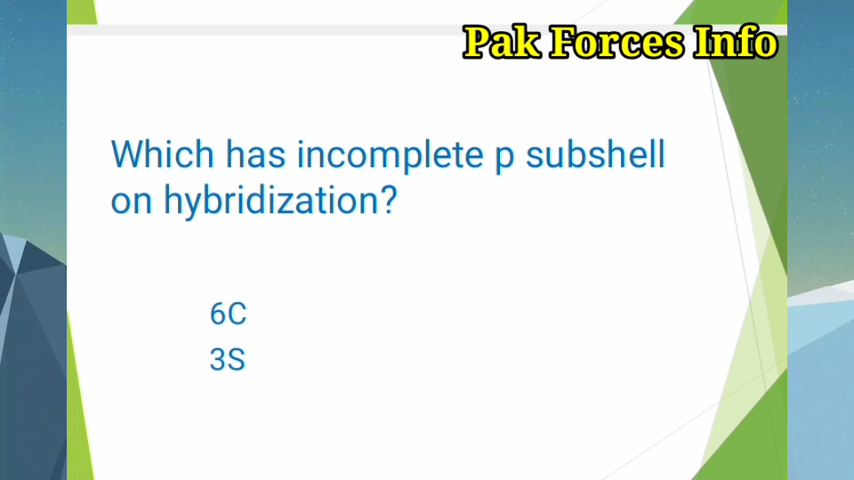 Pak Forces Info
Which has incomplete p subshell
on hybridization?
6C
3S